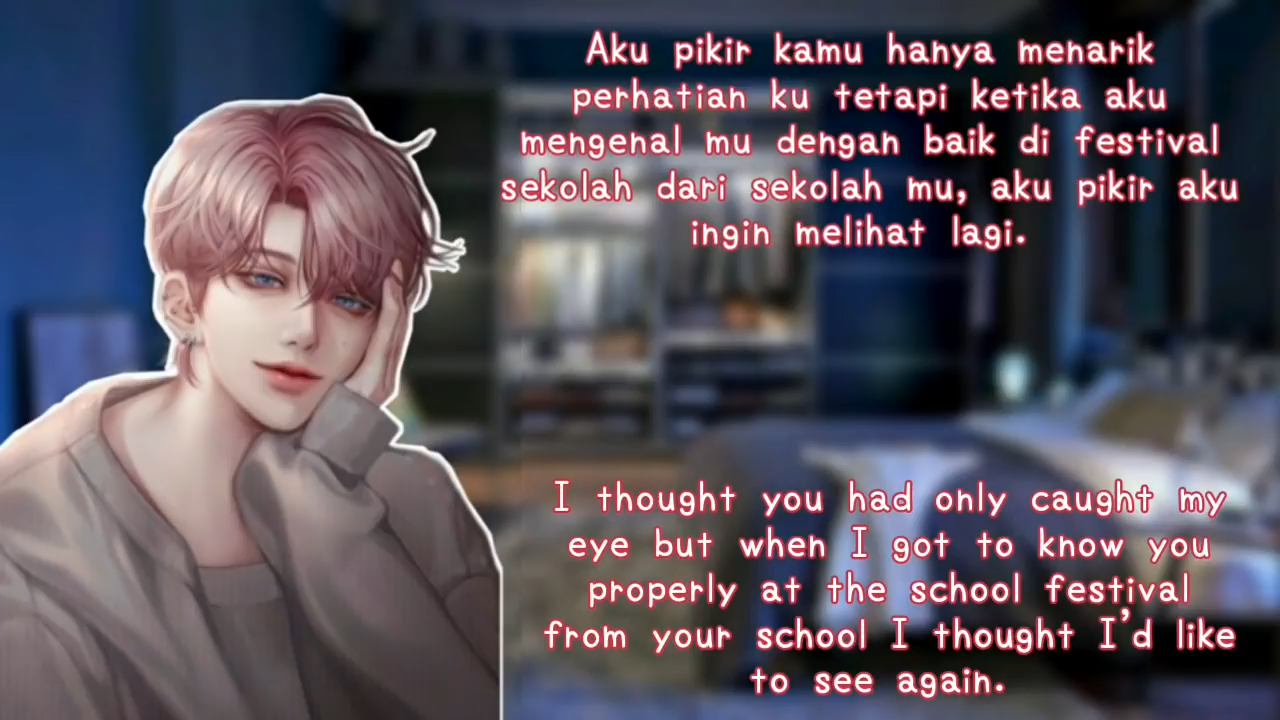 Aku pikir kamu hanya menarik
perhatian ku tetapi ketika aku
mengenal mu dengan baik di festival
sekolah dari sekolah mu, aku pikir aku
ingin melihat lagi.
I thought you had only caught my
eye but when I got to know you
properly at the school festival
from your school I thought I'd like
to see again.